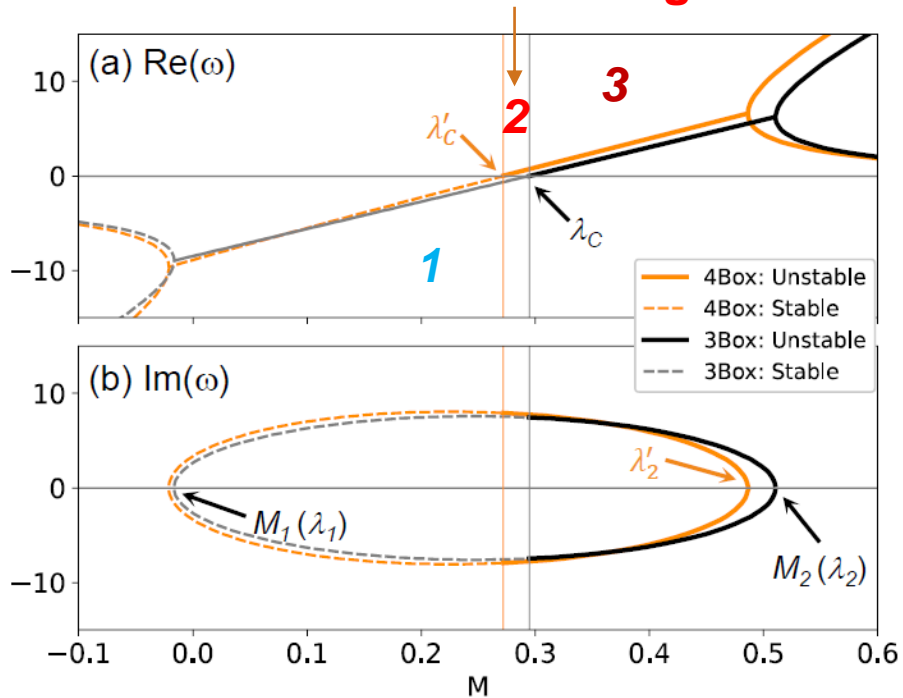 g
(a) Re(ω)
10
0
−10
1
2
3
λ′C
λC
4Box: Unstable
4Box: Stable
3Box: Unstable
3Box: Stable
(b) Im(ω)
10
0
−10
M1(λ1)
λ′2
M2(λ2)
−0.1 0.0 0.1 0.2 0.3 0.4 0.5 0.6
M